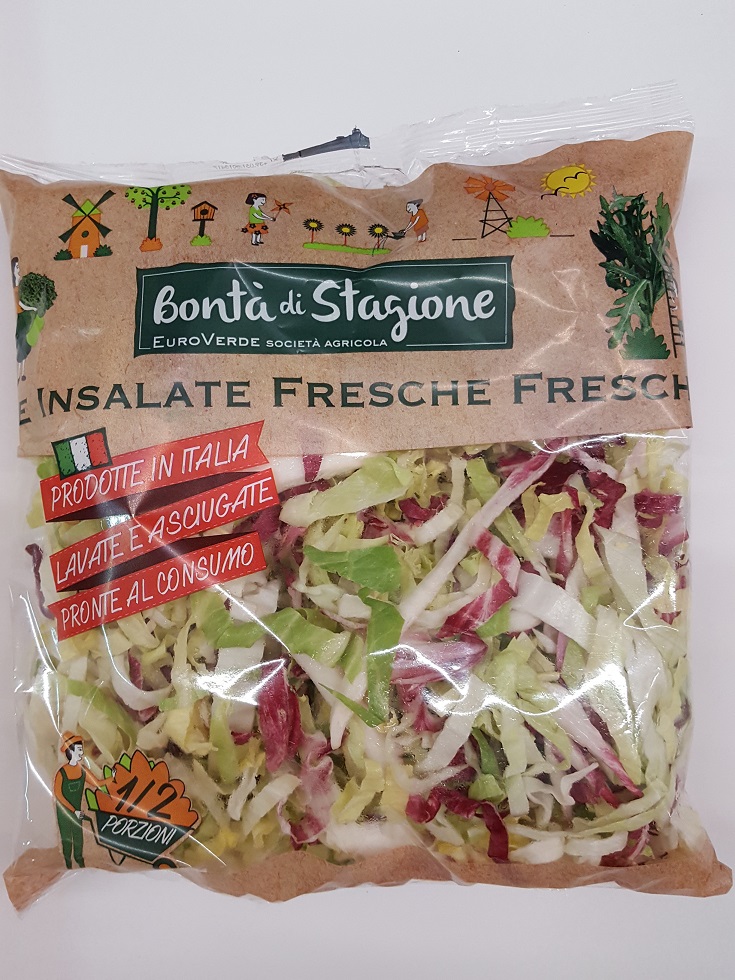 Bontà di Stagione
EUROVERDE SOCIETÀ AGRICOLA
E INSALATE FRESCHE FRESCH
PRODOTTE IN ITALIA
LAVATE E ASCIUGATE
PRONTE AL CONSUMO
1/2
PORZIONI